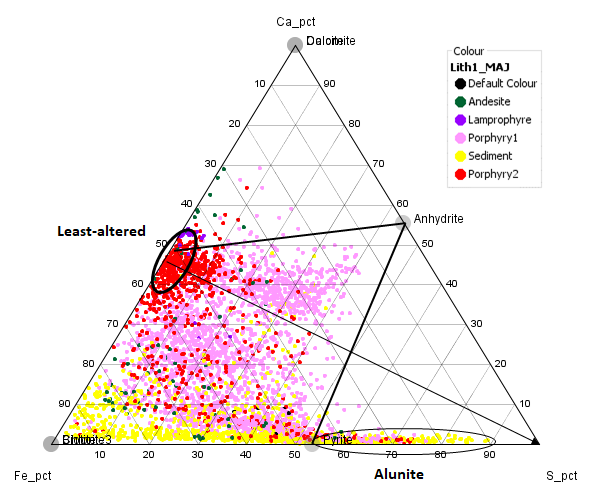 Ca_pct
Colour
Lith1_MAJ
Default Colour
Andesite
Lamprophyre
Porphyry1
Sediment
Porphyry2
10
90
20
80
30
70
40
60
Anhydrite
Least-altered
50
50
60
40
70
30
80
20
90
10
Pyrite
10
20
30
40
50
60
70
80
90
Fe_pct
Alunite
S_pct